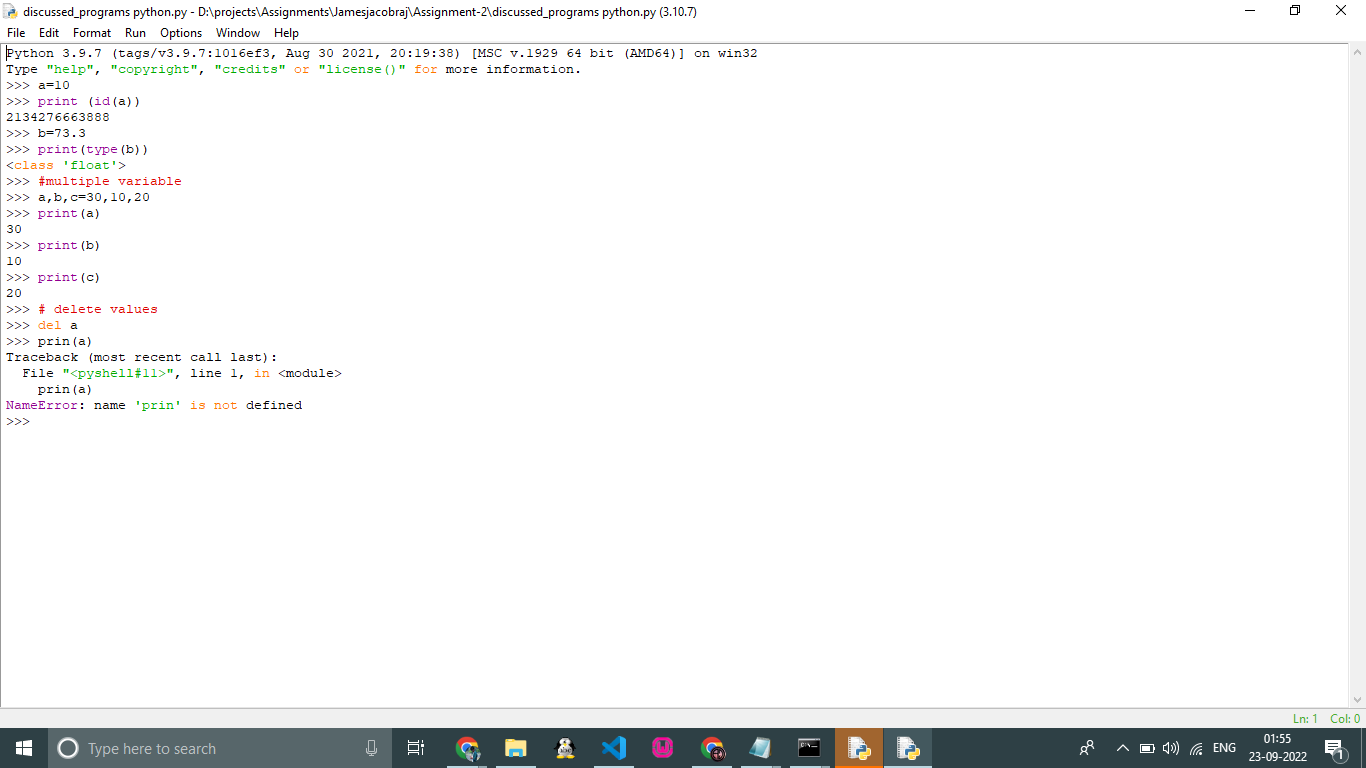 discussed_programs python.py - D:\projects\Assignments\Jamesjacobraj\Assignment-2\discussed_programs python.py (3.10.7)
File Edit Format Run Options Window Help
Python 3.9.7 (tags/v3.9.7:1016ef3, Aug 30 2021, 20:19:38) [MSC v.1929 64 bit (AMD64)] on win32
Type "help", "copyright", "credits" or "license()" for more information.
>>> a=10
>>> print (id(a))
2134276663888
>>> b=73.3
>>> print(type(b))
<class 'float'>
>>> #multiple variable
>>> a,b,c=30,10,20
>>> print(a)
30
>>> print(b)
10
>>> print(c)
20
>>> # delete values
>>> del a
>>> prin(a)
Traceback (most recent call last):
  File "<pyshell#11>", line 1, in <module>
    prin(a)
NameError: name 'prin' is not defined
>>>
Ln: 1 Col: 0
Type here to search
ENG
01:55
23-09-2022
1